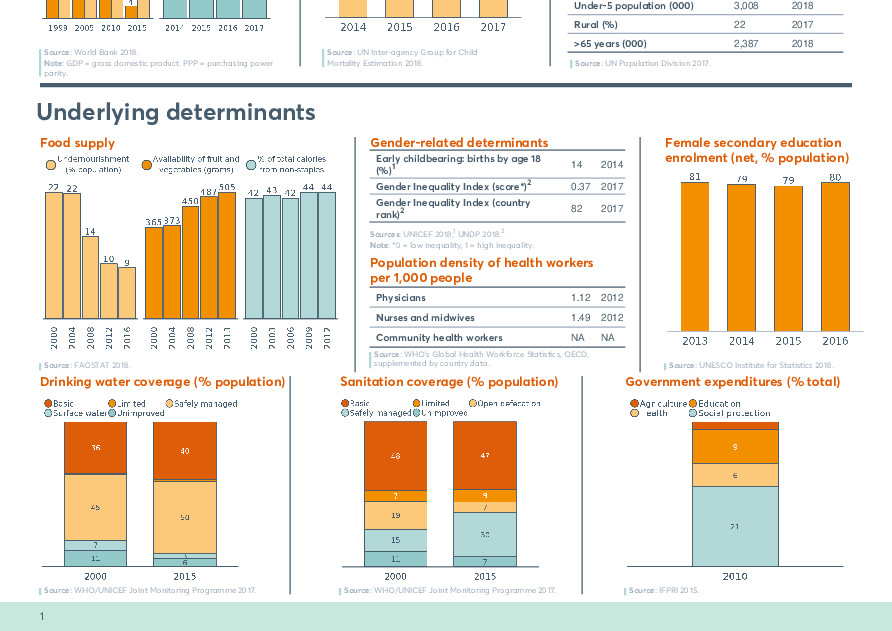 4
1999 2005 2010 2015
2014 2015 2016 2017
Source: World Bank 2018.
Note: GDP = gross domestic product. PPP = purchasing power
parity.
2014 2015 2016 2017
Source: UN Inter-agency Group for Child
Mortality Estimation 2018.
Under-5 population (000) 3,008 2018
Rural (%) 22 2017
>65 years (000) 2,387 2018
Source: UN Population Division 2017.
Underlying determinants
Food supply
Undernourishment
(% population)
Availability of fruit and
vegetables (grams)
% of total calories
from non-staples
22 22 14 10 9
365 373 450 487 505
42 43 42 44 44
2000 2004 2008 2012 2016
2000 2004 2008 2012 2013
2000 2003 2006 2009 2012
Source: FAOSTAT 2018.
Gender-related determinants
Early childbearing: births by age 18
(%)1 14 2014
Gender Inequality Index (score*)2 0.37 2017
Gender Inequality Index (country
rank)2 82 2017
Sources: UNICEF 2018,1 UNDP 2018.2
Note: *0 = low inequality, 1 = high inequality.
Population density of health workers
per 1,000 people
Physicians 1.12 2012
Nurses and midwives 1.49 2012
Community health workers NA NA
Source: WHO's Global Health Workforce Statistics, OECD,
supplemented by country data.
Female secondary education
enrolment (net, % population)
81 79 79 80
2013 2014 2015 2016
Source: UNESCO Institute for Statistics 2018.
Drinking water coverage (% population)
Basic Limited Safely managed
Surface water Unimproved
36 45 7 11
40 50 6
2000 2015
Source: WHO/UNICEF Joint Monitoring Programme 2017.
Sanitation coverage (% population)
Basic Limited Open defecation
Safely managed Unimproved
48 7 19 15 11
47 9 7 30 7
2000 2015
Source: WHO/UNICEF Joint Monitoring Programme 2017.
Government expenditures (% total)
Agriculture Education
Health Social protection
9
6
21
2010
Source: IFPRI 2015.
1